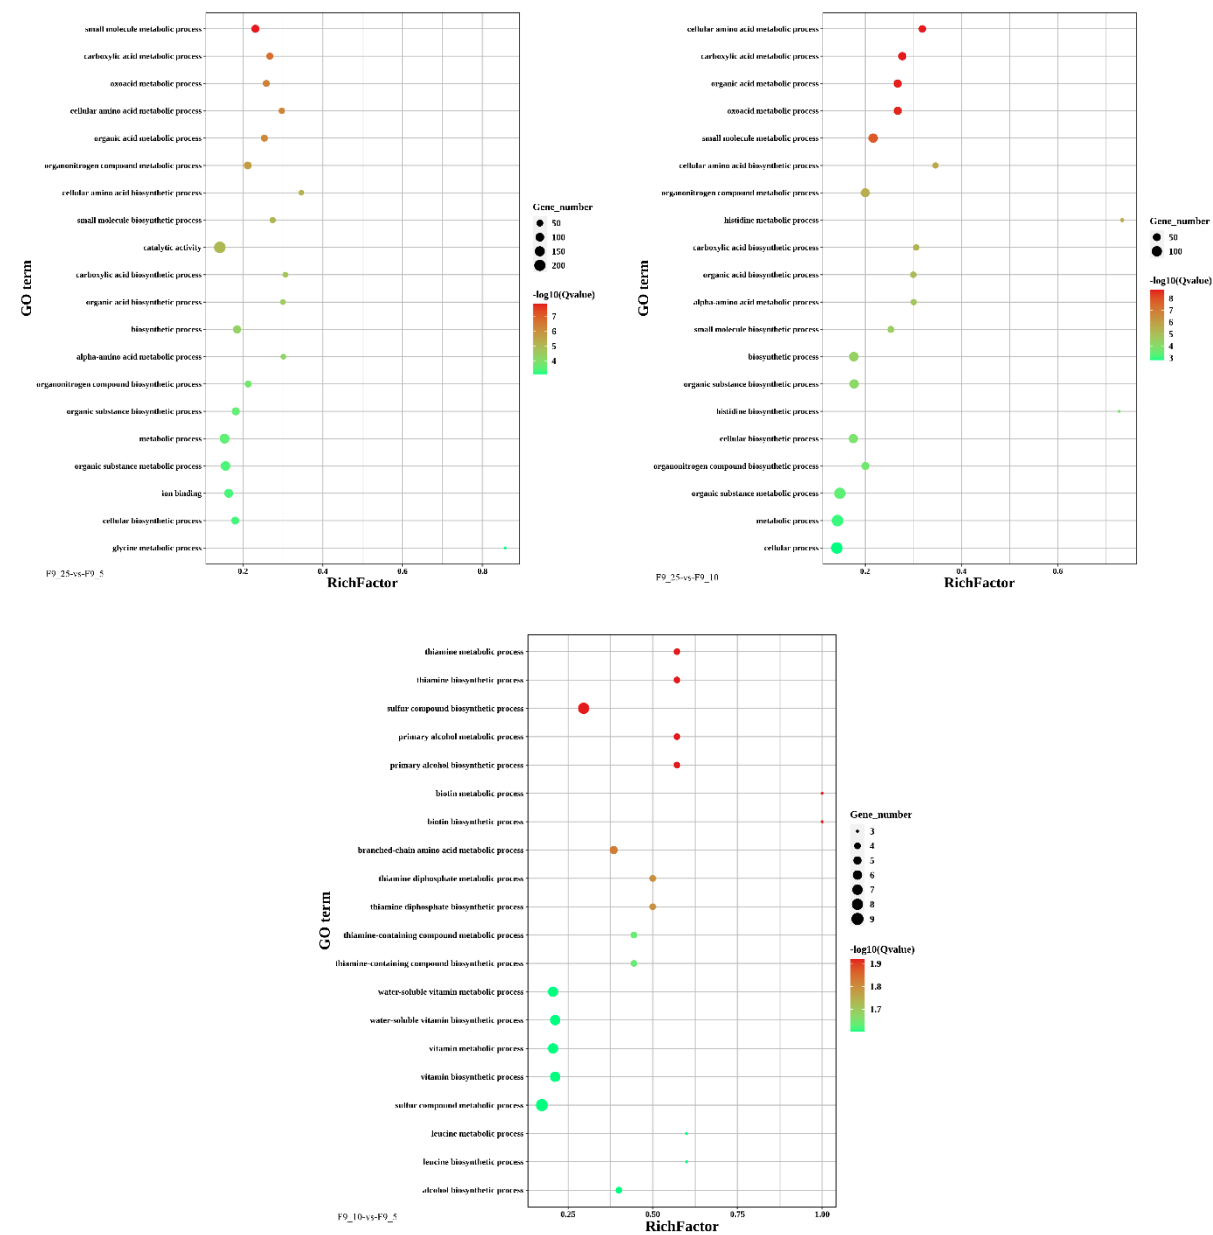 small molecule metabolic process
carboxylic acid metabolic process
oxoacid metabolic process
cellular amino acid metabolic process
organic acid metabolic process
organonitrogen compound metabolic process
cellular amino acid biosynthetic process
small molecule biosynthetic process
catalytic activity
carboxylic acid biosynthetic process
organic acid biosynthetic process
biosynthetic process
alpha-amino acid metabolic process
organonitrogen compound biosynthetic process
organic substance biosynthetic process
metabolic process
organic substance metabolic process
ion binding
cellular biosynthetic process
glycine metabolic process
GO term
0.2 0.4 0.6 0.8
RichFactor
F9_25-vs-F9_5
Gene_number
50
100
150
200
-log10(Qvalue)
7
6
5
4
cellular amino acid metabolic process
carboxylic acid metabolic process
organic acid metabolic process
oxoacid metabolic process
small molecule metabolic process
cellular amino acid biosynthetic process
organonitrogen compound metabolic process
histidine metabolic process
carboxylic acid biosynthetic process
organic acid biosynthetic process
alpha-amino acid metabolic process
small molecule biosynthetic process
biosynthetic process
organic substance biosynthetic process
histidine biosynthetic process
cellular biosynthetic process
organonitrogen compound biosynthetic process
organic substance metabolic process
metabolic process
cellular process
GO term
0.2 0.4 0.6
RichFactor
F9_25-vs-F9_10
Gene_number
50
100
-log10(Qvalue)
8
7
6
5
4
3
thiamine metabolic process
thiamine biosynthetic process
sulfur compound biosynthetic process
primary alcohol metabolic process
primary alcohol biosynthetic process
biotin metabolic process
biotin biosynthetic process
branched-chain amino acid metabolic process
thiamine diphosphate metabolic process
thiamine diphosphate biosynthetic process
thiamine-containing compound metabolic process
thiamine-containing compound biosynthetic process
water-soluble vitamin metabolic process
water-soluble vitamin biosynthetic process
vitamin metabolic process
vitamin biosynthetic process
sulfur compound metabolic process
leucine metabolic process
leucine biosynthetic process
alcohol biosynthetic process
GO term
0.25 0.50 0.75 1.00
RichFactor
F9_10-vs-F9_5
Gene_number
3
4
5
6
7
8
9
-log10(Qvalue)
1.9
1.8
1.7